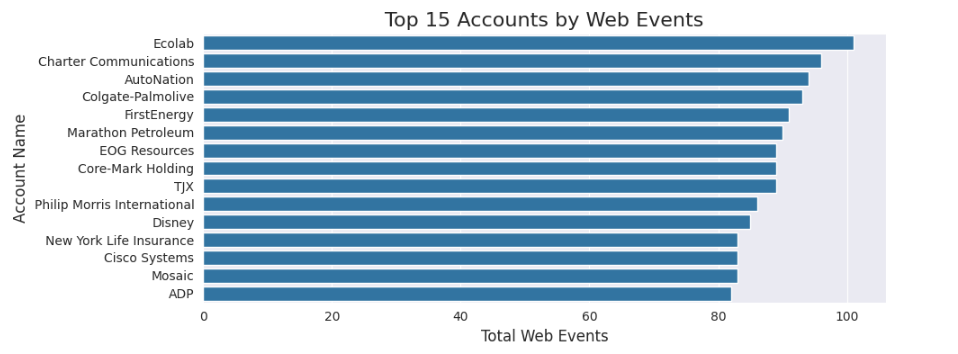 Top 15 Accounts by Web Events
Account Name
Ecolab
Charter Communications
AutoNation
Colgate-Palmolive
FirstEnergy
Marathon Petroleum
EOG Resources
Core-Mark Holding
TJX
Philip Morris International
Disney
New York Life Insurance
Cisco Systems
Mosaic
ADP
0 20 40 60 80 100
Total Web Events